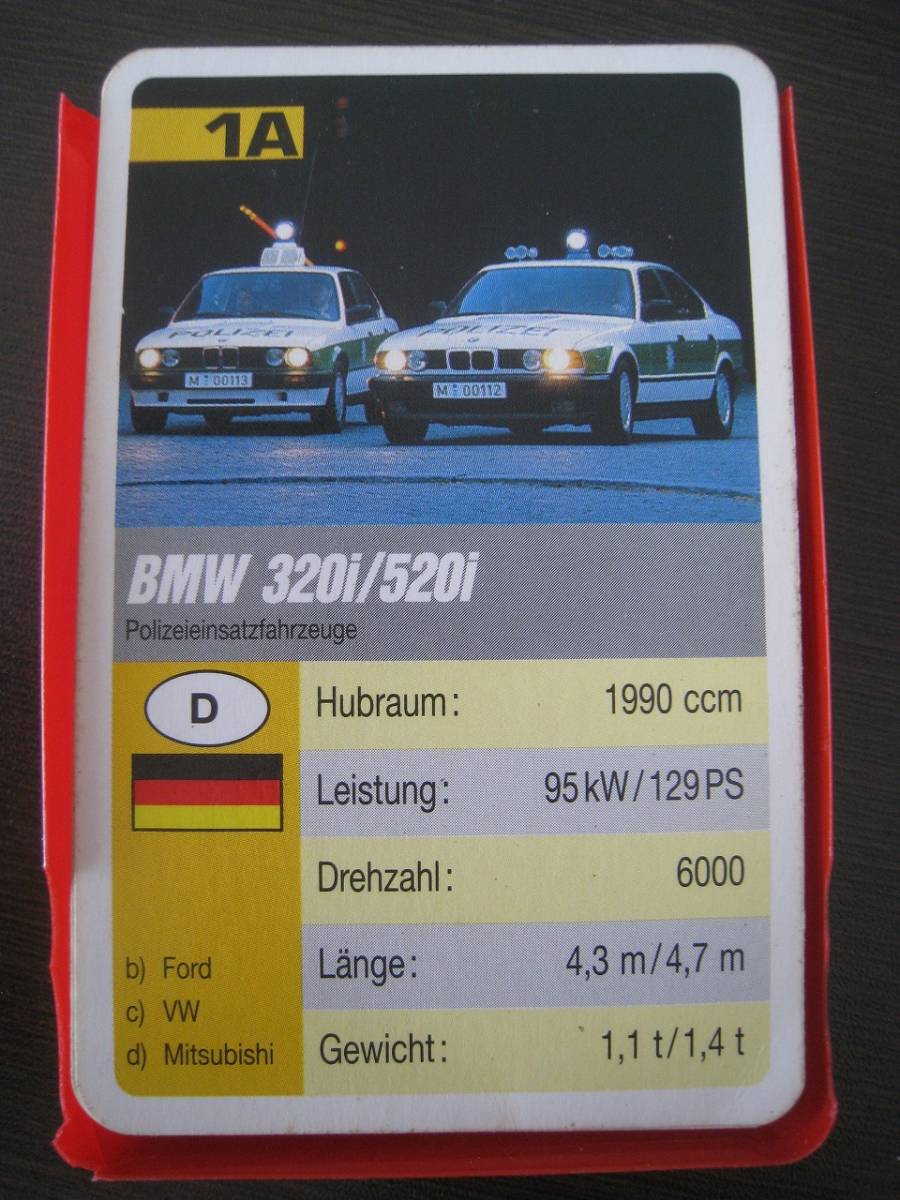 1A
POLIZEI
POLIZEI
M 00113
M 00112
BMW 320i/520i
Polizeieinsatzfahrzeuge
D
Hubraum: 1990 ccm
Leistung: 95 kW/129 PS
Drehzahl: 6000
Länge: 4,3 m/4,7 m
Gewicht: 1,1 t/1,4 t
b) Ford
c) VW
d) Mitsubishi